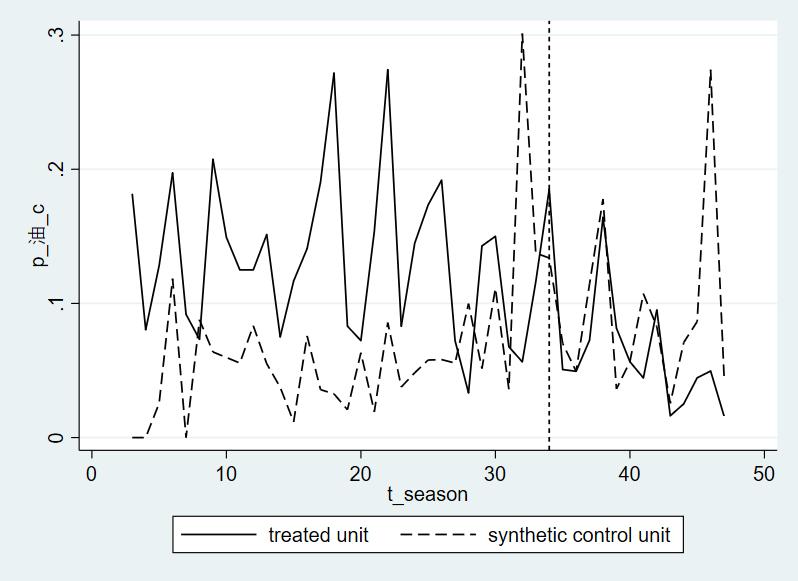 p_油_c
.3
.2
.1
0
0 10 20 30 40 50
t_season
treated unit synthetic control unit